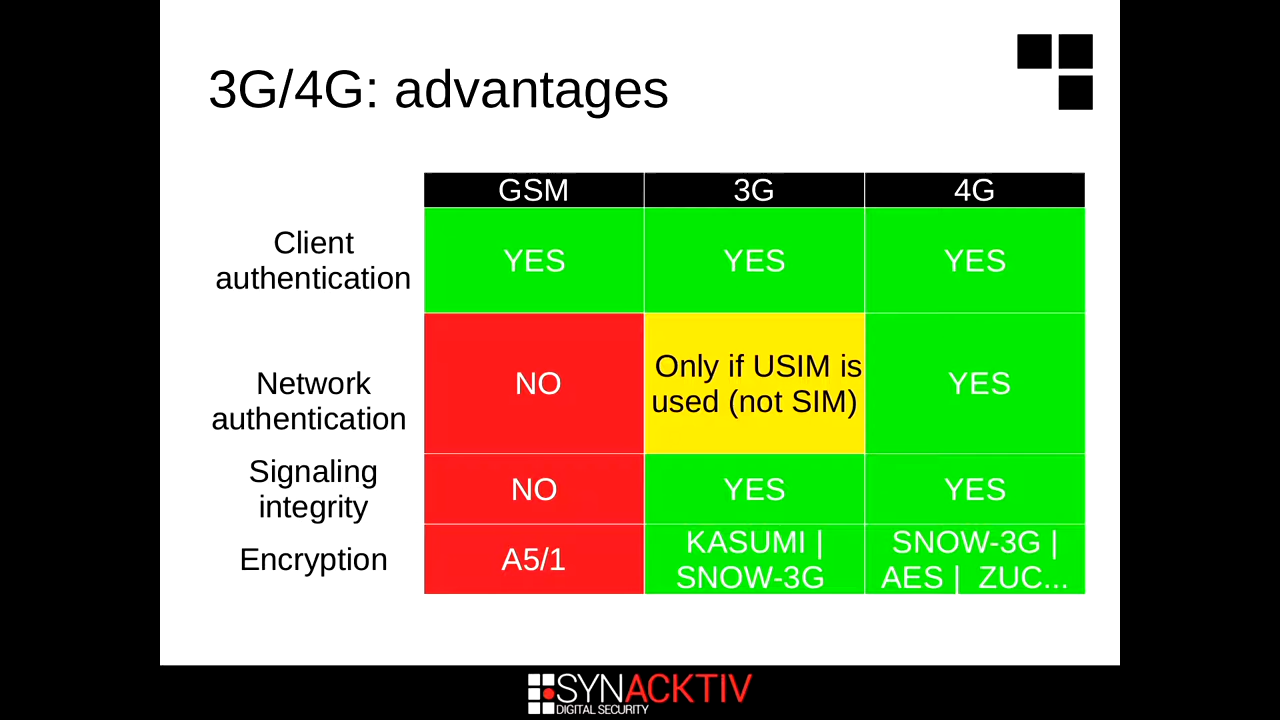 3G/4G: advantages
GSM 3G 4G
Client
authentication
YES YES YES
Network
authentication
NO
Only if USIM is
used (not SIM)
YES
Signaling
integrity
NO YES YES
Encryption
A5/1
KASUMI |
SNOW-3G
SNOW-3G |
AES | ZUC...
SYNACKTIV
DIGITAL SECURITY